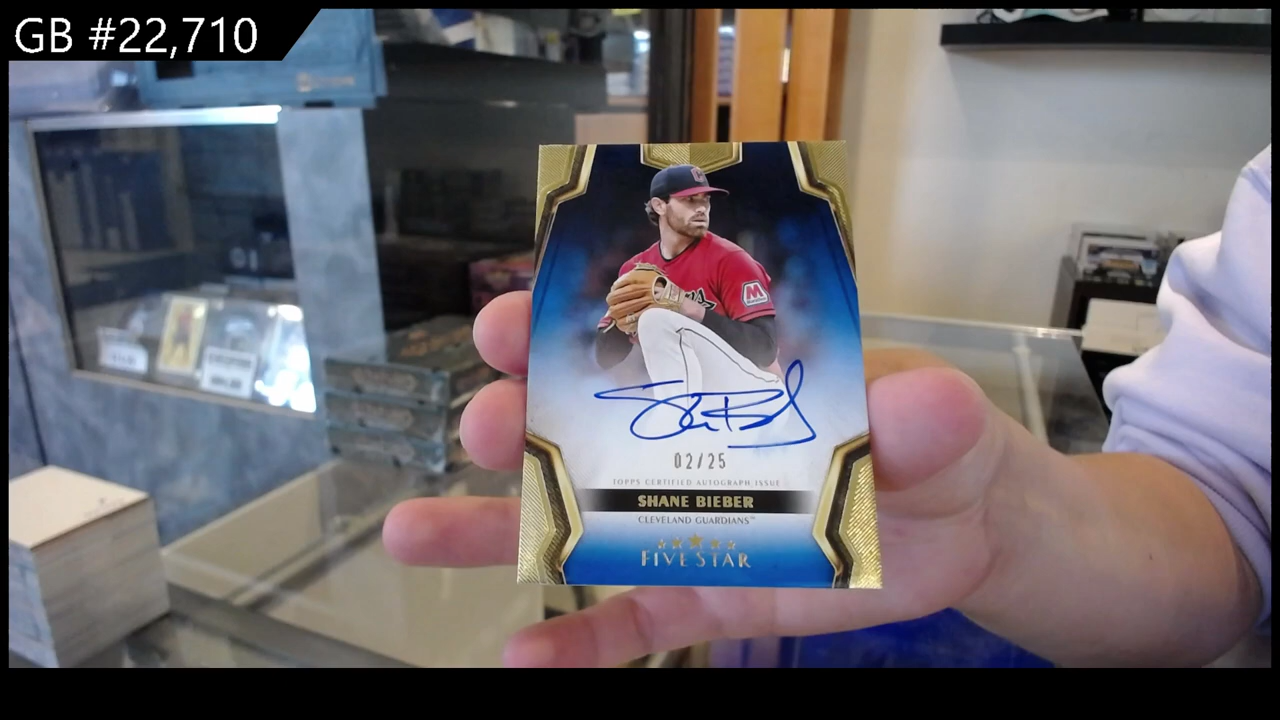 GB #22,710
M
02/25
TOPPS CERTIFIED AUTOGRAPH ISSUE
SHANE BIEBER
CLEVELAND GUARDIANS™
FIVE STAR